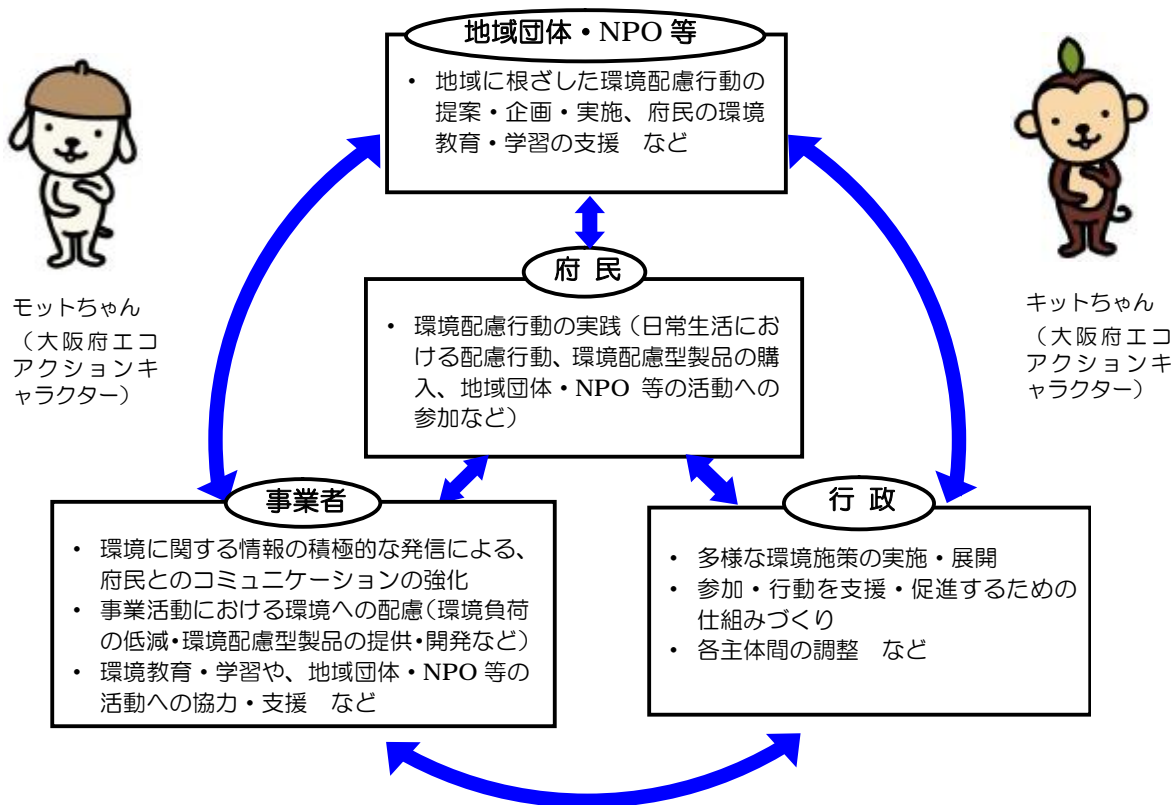 地域団体・NPO 等
・ 地域に根ざした環境配慮行動の
提案・企画・実施、府民の環境
教育・学習の支援　など
府 民
・ 環境配慮行動の実践（日常生活にお
ける配慮行動、環境配慮型製品の購
入、地域団体・NPO 等の活動への
参加など）
モットちゃん
（大阪府エコ
アクションキ
ャラクター）
キットちゃん
（大阪府エコ
アクションキ
ャラクター）
事業者
・ 環境に関する情報の積極的な発信による、
府民とのコミュニケーションの強化
・ 事業活動における環境への配慮（環境負荷
の低減・環境配慮型製品の提供・開発など）
・ 環境教育・学習や、地域団体・NPO 等の
活動への協力・支援　など
行 政
・ 多様な環境施策の実施・展開
・ 参加・行動を支援・促進するための
仕組みづくり
・ 各主体間の調整　など